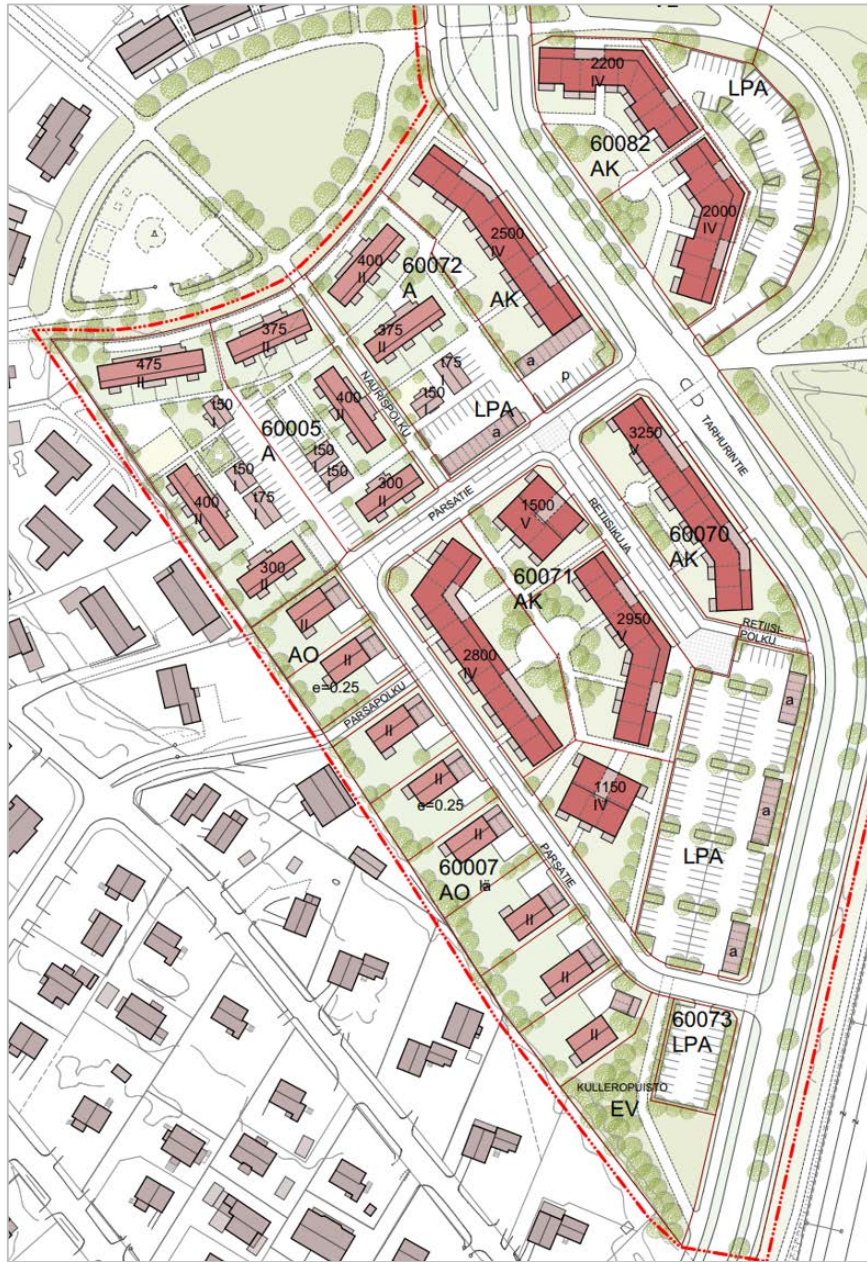 2200
IV
LPA
60082
AK
2000
IV
2500
IV
400
II
60072
A
AK
375
II
375
II
475
II
t75
I
t50
I
a
p
NAURISPOLKU
400
II
LPA
a
t50
I
60005
A
t50
I
t50
I
t50
I
t75
I
400
II
300
II
300
II
TARHURINTIE
3250
V
PARSATIE
1500
V
RETIISIKUJA
60070
AK
60071
AK
II
2950
V
RETIISI-
POLKU
AO
II
e=0.25
2800
IV
PARSAPOLKU
II
a
II
e=0.25
1150
IV
a
II
60007
AO
PARSATIE
LPA
II
a
II
II
60073
LPA
KULLEROPUISTO
EV